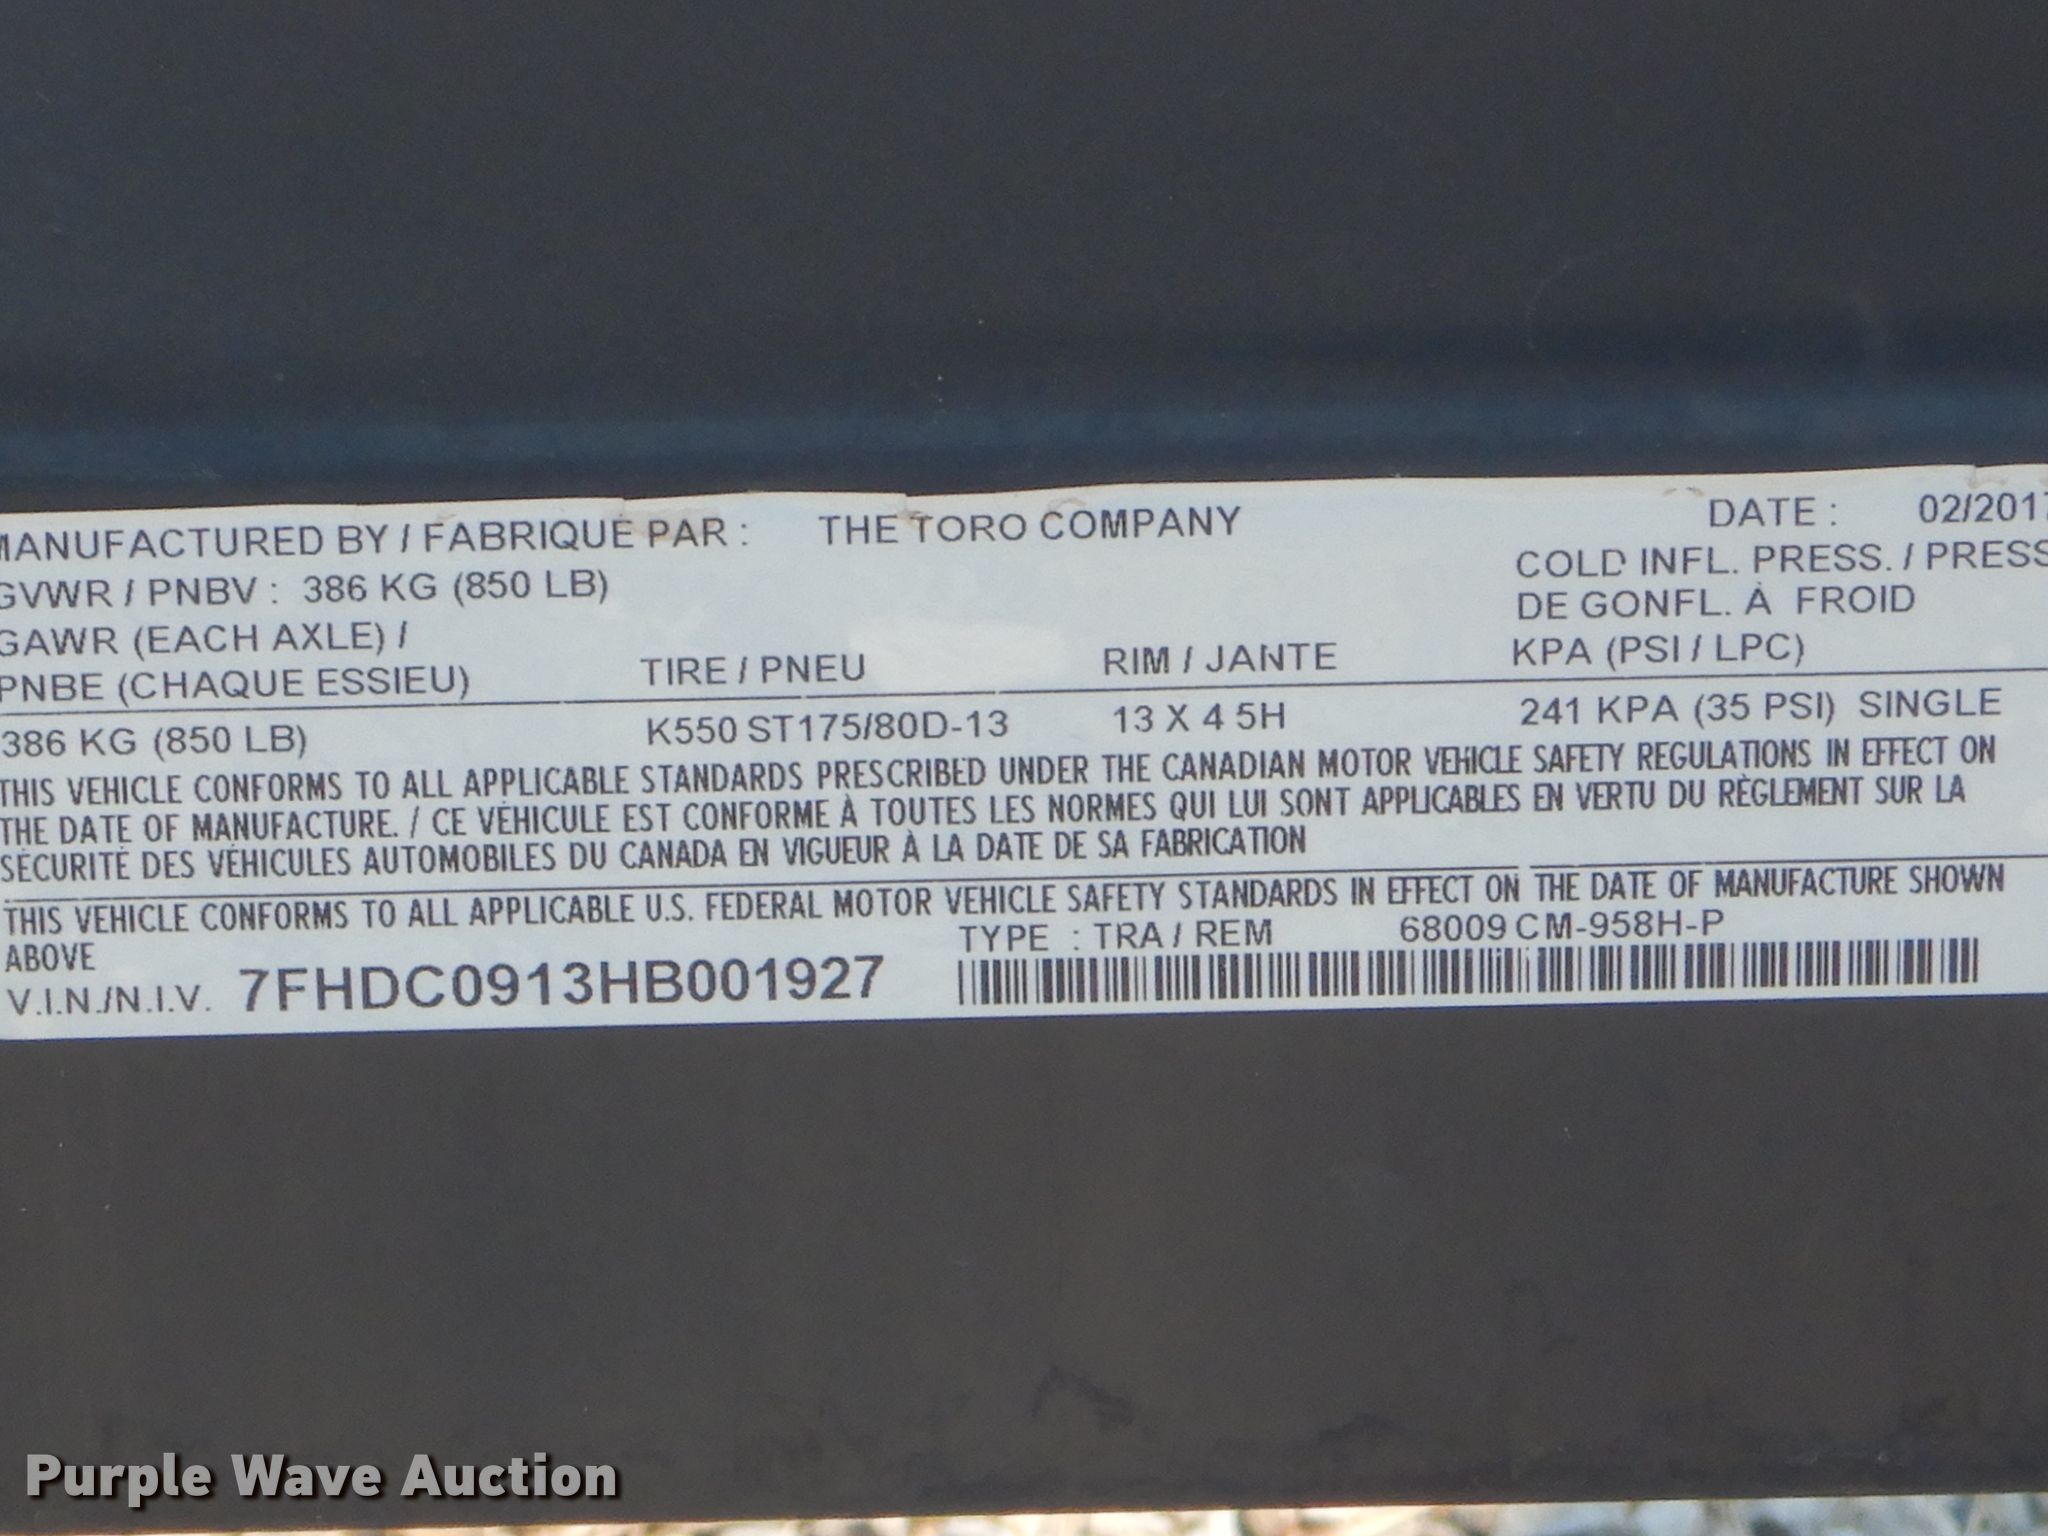 MANUFACTURED BY / FABRIQUÉ PAR : THE TORO COMPANY DATE : 02/2017
GVWR / PNBV : 386 KG (850 LB) COLD INFL. PRESS. / PRESS
GAWR (EACH AXLE) / DE GONFL. À FROID
PNBE (CHAQUE ESSIEU) TIRE / PNEU RIM / JANTE KPA (PSI / LPC)
386 KG (850 LB) K550 ST175/80D-13 13 X 4 5H 241 KPA (35 PSI) SINGLE
THIS VEHICLE CONFORMS TO ALL APPLICABLE STANDARDS PRESCRIBED UNDER THE CANADIAN MOTOR VEHICLE SAFETY REGULATIONS IN EFFECT ON
THE DATE OF MANUFACTURE. / CE VÉHICULE EST CONFORME À TOUTES LES NORMES QUI LUI SONT APPLICABLES EN VERTU DU RÈGLEMENT SUR LA
SÉCURITÉ DES VÉHICULES AUTOMOBILES DU CANADA EN VIGUEUR À LA DATE DE SA FABRICATION
THIS VEHICLE CONFORMS TO ALL APPLICABLE U.S. FEDERAL MOTOR VEHICLE SAFETY STANDARDS IN EFFECT ON THE DATE OF MANUFACTURE SHOWN
ABOVE TYPE : TRA / REM 68009 CM-958H-P
V.I.N./N.I.V. 7FHDC0913HB001927
Purple Wave Auction